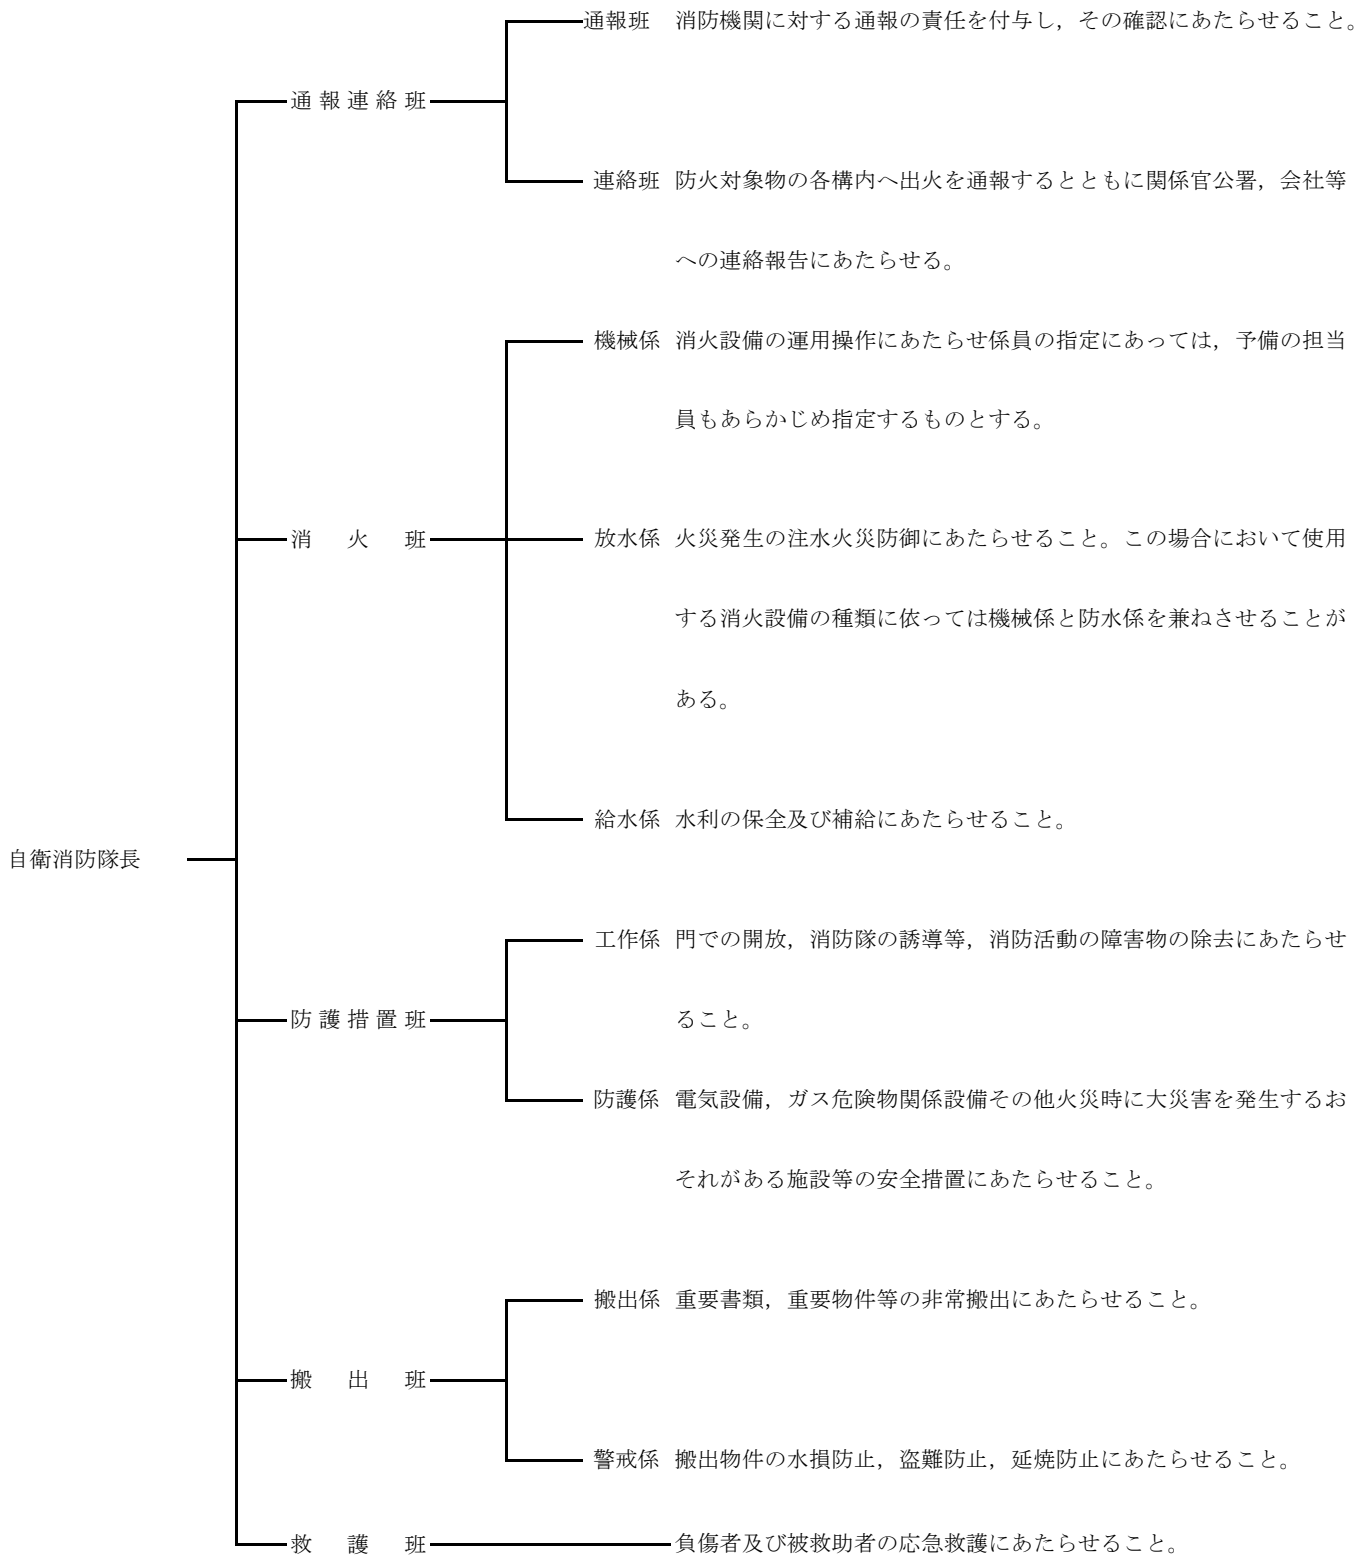 通報班 消防機関に対する通報の責任を付与し，その確認にあたらせること。
通報連絡班
連絡班 防火対象物の各構内へ出火を通報するとともに関係官公署，会社等
への連絡報告にあたらせる。
機械係 消火設備の運用操作にあたらせ係員の指定にあっては，予備の担当
員もあらかじめ指定するものとする。
消火班 放水係 火災発生の注水火災防御にあたらせること。この場合において使用
する消火設備の種類に依っては機械係と防水係を兼ねさせることが
ある。
給水係 水利の保全及び補給にあたらせること。
自衛消防隊長
工作係 門での開放，消防隊の誘導等，消防活動の障害物の除去にあたらせ
防護措置班 ること。
防護係 電気設備，ガス危険物関係設備その他火災時に大災害を発生するお
それがある施設等の安全措置にあたらせること。
搬出係 重要書類，重要物件等の非常搬出にあたらせること。
搬出班
警戒係 搬出物件の水損防止，盗難防止，延焼防止にあたらせること。
救護班 負傷者及び被救助者の応急救護にあたらせること。